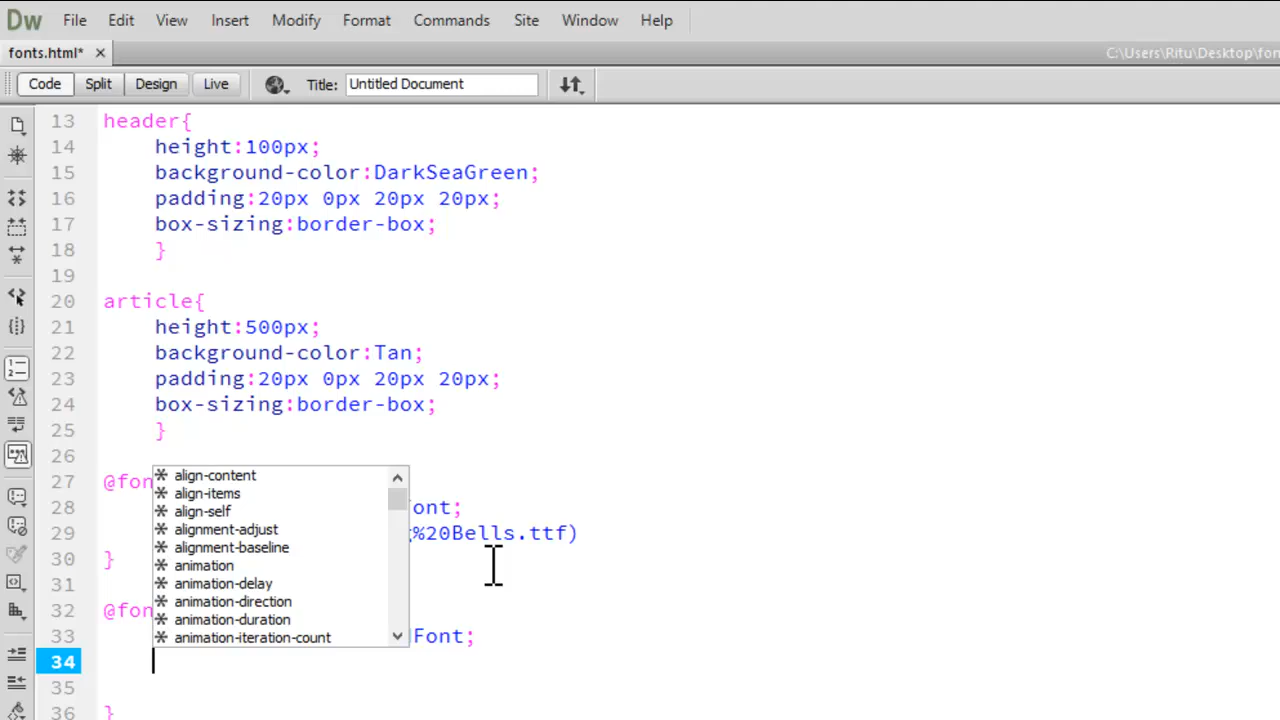 Dw File Edit View Insert Modify Format Commands Site Window Help
fonts.html* × C:\Users\Ritu\Desktop\fon
Code Split Design Live Title: Untitled Document
13 header{
14 height:100px;
15 background-color:DarkSeaGreen;
16 padding:20px 0px 20px 20px;
17 box-sizing:border-box;
18 }
19
20 article{
21 height:500px;
22 background-color:Tan;
23 padding:20px 0px 20px 20px;
24 box-sizing:border-box;
25 }
26
align-content
27 @fon
align-items
28 ont;
align-self
alignment-adjust
29 %20Bells.ttf)
alignment-baseline
30 }
animation
31
animation-delay
animation-direction
32 @fon
animation-duration
33 Font;
animation-iteration-count
34
35
36 }